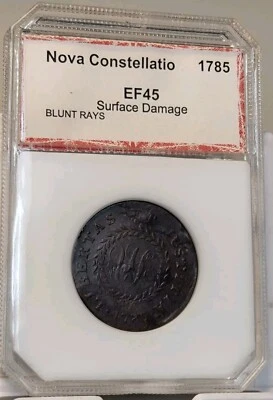 Nova Constellatio 1785
EF45
Surface Damage
BLUNT RAYS